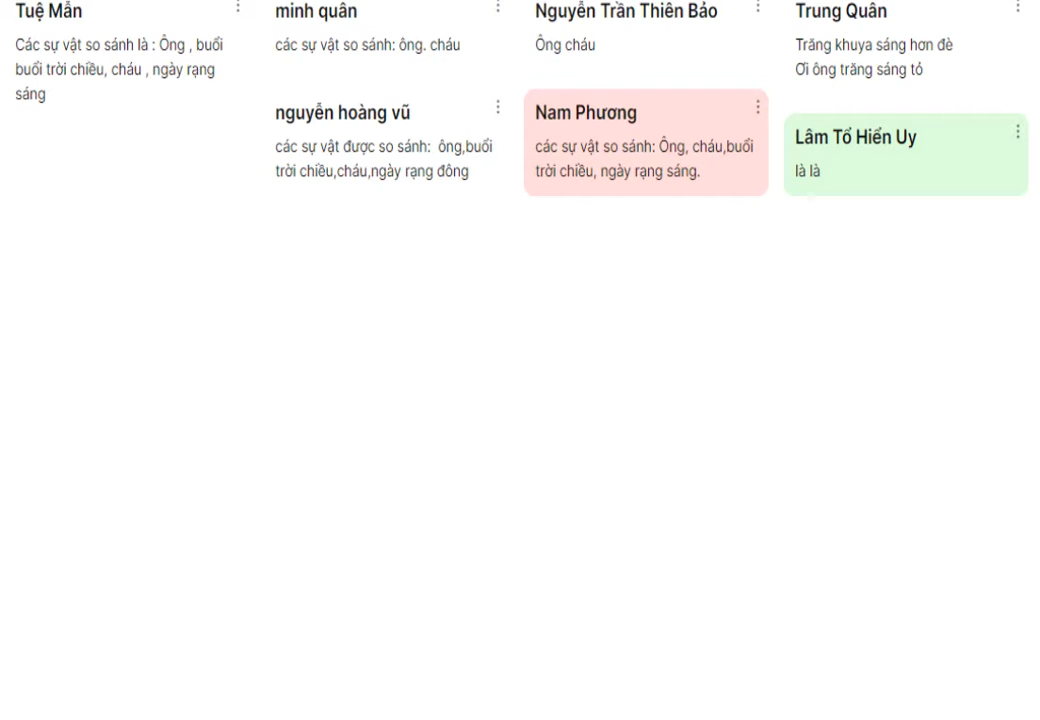 Tuệ Mẫn
Các sự vật so sánh là : Ông , buổi
buổi trời chiều, cháu , ngày rạng
sáng
minh quân
các sự vật so sánh: ông. cháu
nguyễn hoàng vũ
các sự vật được so sánh:  ông,buổi
trời chiều,cháu,ngày rạng đông
Nguyễn Trần Thiên Bảo
Ông cháu
Nam Phương
các sự vật so sánh: Ông, cháu,buổi
trời chiều, ngày rạng sáng.
Trung Quân
Trăng khuya sáng hơn đè
Ơi ông trăng sáng tỏ
Lâm Tổ Hiển Uy
là là